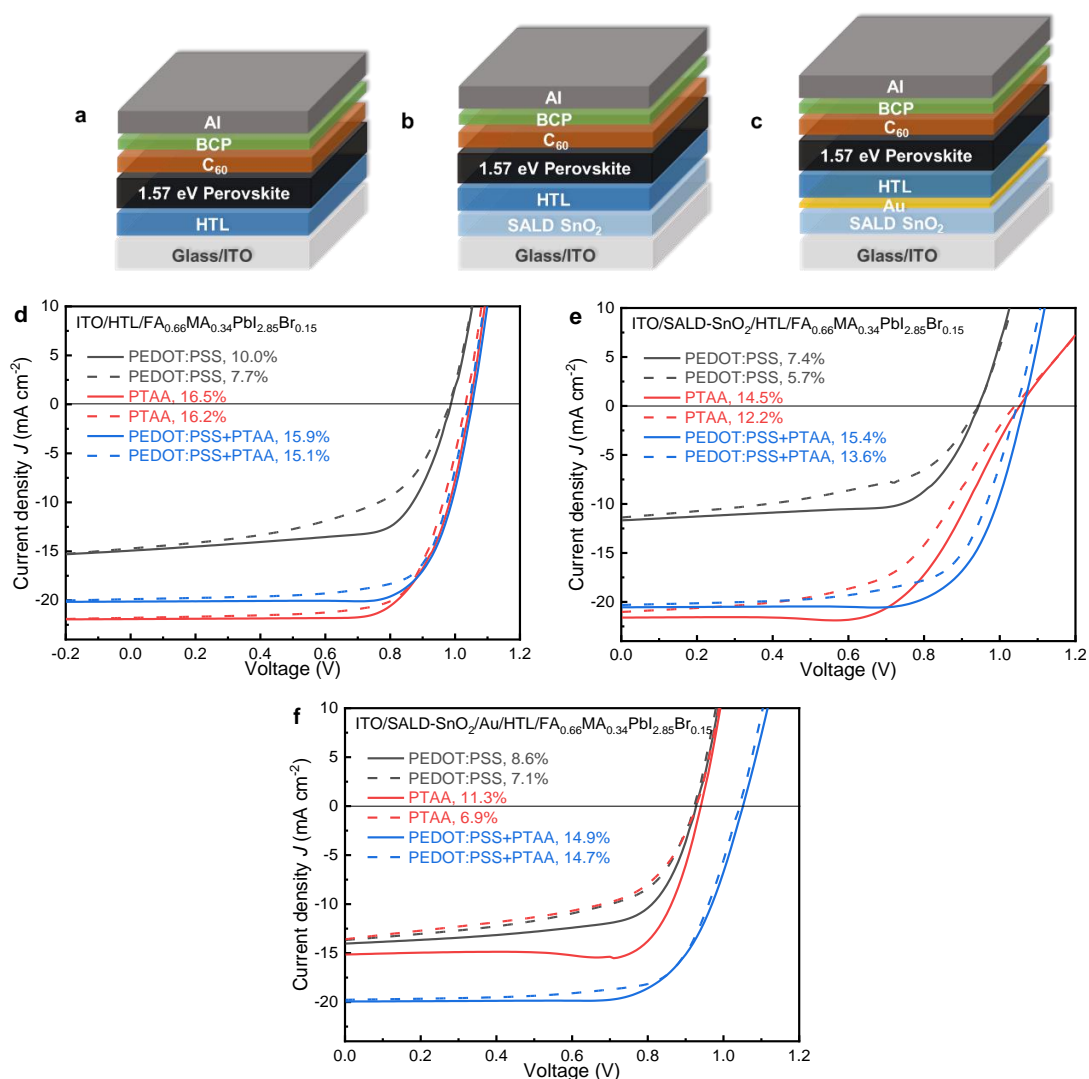 a
Al
BCP
C₆₀
1.57 eV Perovskite
HTL
Glass/ITO
b
Al
BCP
C₆₀
1.57 eV Perovskite
HTL
SALD SnO₂
Glass/ITO
c
Al
BCP
C₆₀
1.57 eV Perovskite
HTL
Au
SALD SnO₂
Glass/ITO
d
ITO/HTL/FA₀.₆₆MA₀.₃₄PbI₂.₈₅Br₀.₁₅
PEDOT:PSS, 10.0%
PEDOT:PSS, 7.7%
PTAA, 16.5%
PTAA, 16.2%
PEDOT:PSS+PTAA, 15.9%
PEDOT:PSS+PTAA, 15.1%
Current density J (mA cm⁻²)
10
5
0
-5
-10
-15
-20
-0.2 0.0 0.2 0.4 0.6 0.8 1.0 1.2
Voltage (V)
e
ITO/SALD-SnO₂/HTL/FA₀.₆₆MA₀.₃₄PbI₂.₈₅Br₀.₁₅
PEDOT:PSS, 7.4%
PEDOT:PSS, 5.7%
PTAA, 14.5%
PTAA, 12.2%
PEDOT:PSS+PTAA, 15.4%
PEDOT:PSS+PTAA, 13.6%
Current density J (mA cm⁻²)
10
5
0
-5
-10
-15
-20
0.0 0.2 0.4 0.6 0.8 1.0 1.2
Voltage (V)
f
ITO/SALD-SnO₂/Au/HTL/FA₀.₆₆MA₀.₃₄PbI₂.₈₅Br₀.₁₅
PEDOT:PSS, 8.6%
PEDOT:PSS, 7.1%
PTAA, 11.3%
PTAA, 6.9%
PEDOT:PSS+PTAA, 14.9%
PEDOT:PSS+PTAA, 14.7%
Current density J (mA cm⁻²)
10
5
0
-5
-10
-15
-20
0.0 0.2 0.4 0.6 0.8 1.0 1.2
Voltage (V)